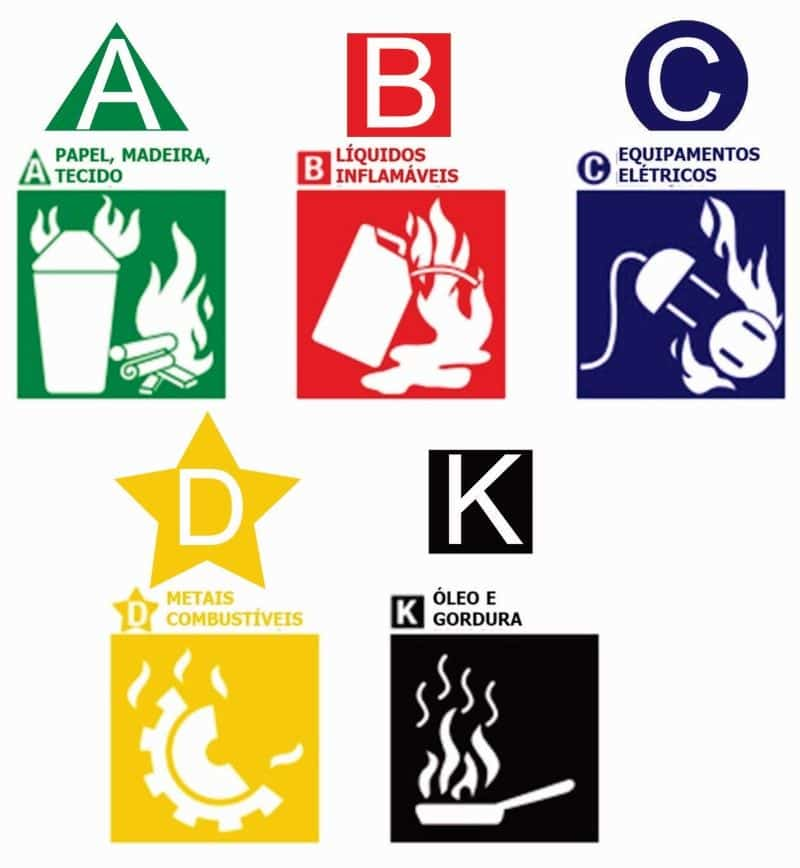 A
B
C
A PAPEL, MADEIRA,
TECIDO
B LÍQUIDOS
INFLAMÁVEIS
C EQUIPAMENTOS
ELÉTRICOS
D
K
D METAIS
COMBUSTÍVEIS
K ÓLEO E
GORDURA